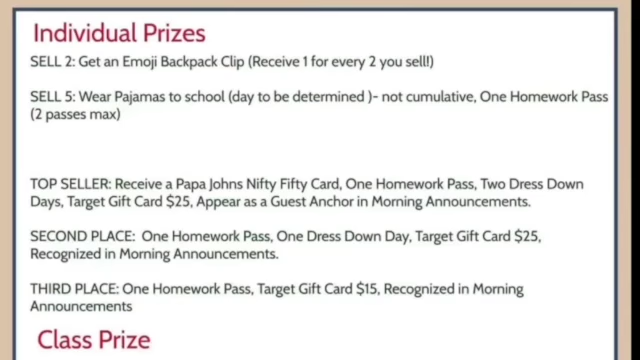 Individual Prizes
SELL 2: Get an Emoji Backpack Clip (Receive 1 for every 2 you sell!)
SELL 5: Wear Pajamas to school (day to be determined )- not cumulative, One Homework Pass
(2 passes max)
TOP SELLER: Receive a Papa Johns Nifty Fifty Card, One Homework Pass, Two Dress Down
Days, Target Gift Card $25, Appear as a Guest Anchor in Morning Announcements.
SECOND PLACE:  One Homework Pass, One Dress Down Day, Target Gift Card $25,
Recognized in Morning Announcements.
THIRD PLACE: One Homework Pass, Target Gift Card $15, Recognized in Morning
Announcements
Class Prize